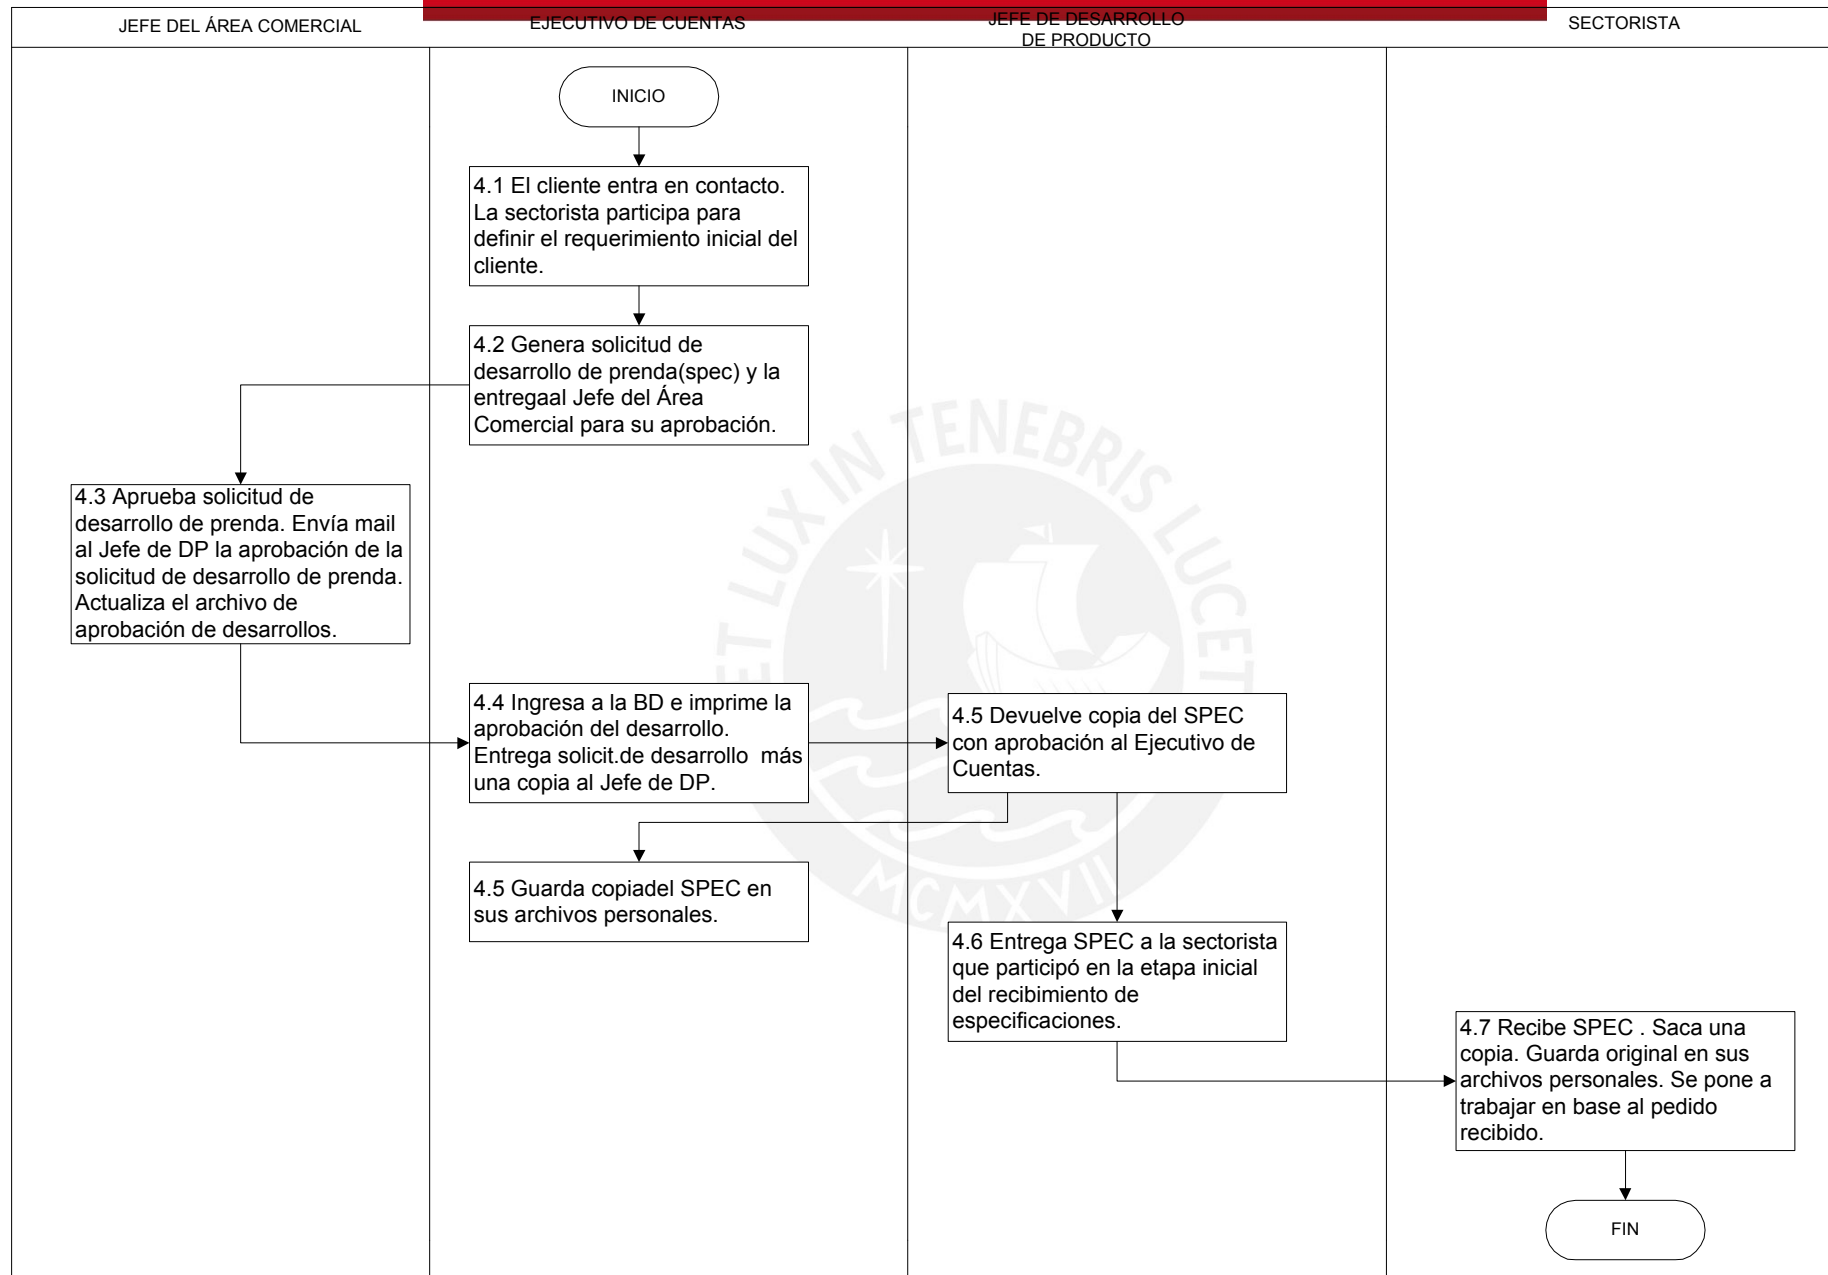 JEFE DEL ÁREA COMERCIAL
EJECUTIVO DE CUENTAS
JEFE DE DESARROLLO
DE PRODUCTO
SECTORISTA
INICIO
4.1 El cliente entra en contacto.
La sectorista participa para
definir el requerimiento inicial del
cliente.
4.2 Genera solicitud de
desarrollo de prenda(spec) y la
entregaal Jefe del Área
Comercial para su aprobación.
4.3 Aprueba solicitud de
desarrollo de prenda. Envía mail
al Jefe de DP la aprobación de la
solicitud de desarrollo de prenda.
Actualiza el archivo de
aprobación de desarrollos.
4.4 Ingresa a la BD e imprime la
aprobación del desarrollo.
Entrega solicit.de desarrollo  más
una copia al Jefe de DP.
4.5 Devuelve copia del SPEC
con aprobación al Ejecutivo de
Cuentas.
4.5 Guarda copiadel SPEC en
sus archivos personales.
4.6 Entrega SPEC a la sectorista
que participó en la etapa inicial
del recibimiento de
especificaciones.
4.7 Recibe SPEC . Saca una
copia. Guarda original en sus
archivos personales. Se pone a
trabajar en base al pedido
recibido.
FIN
ET LUX IN TENEBRIS LUCET
MCMXVII